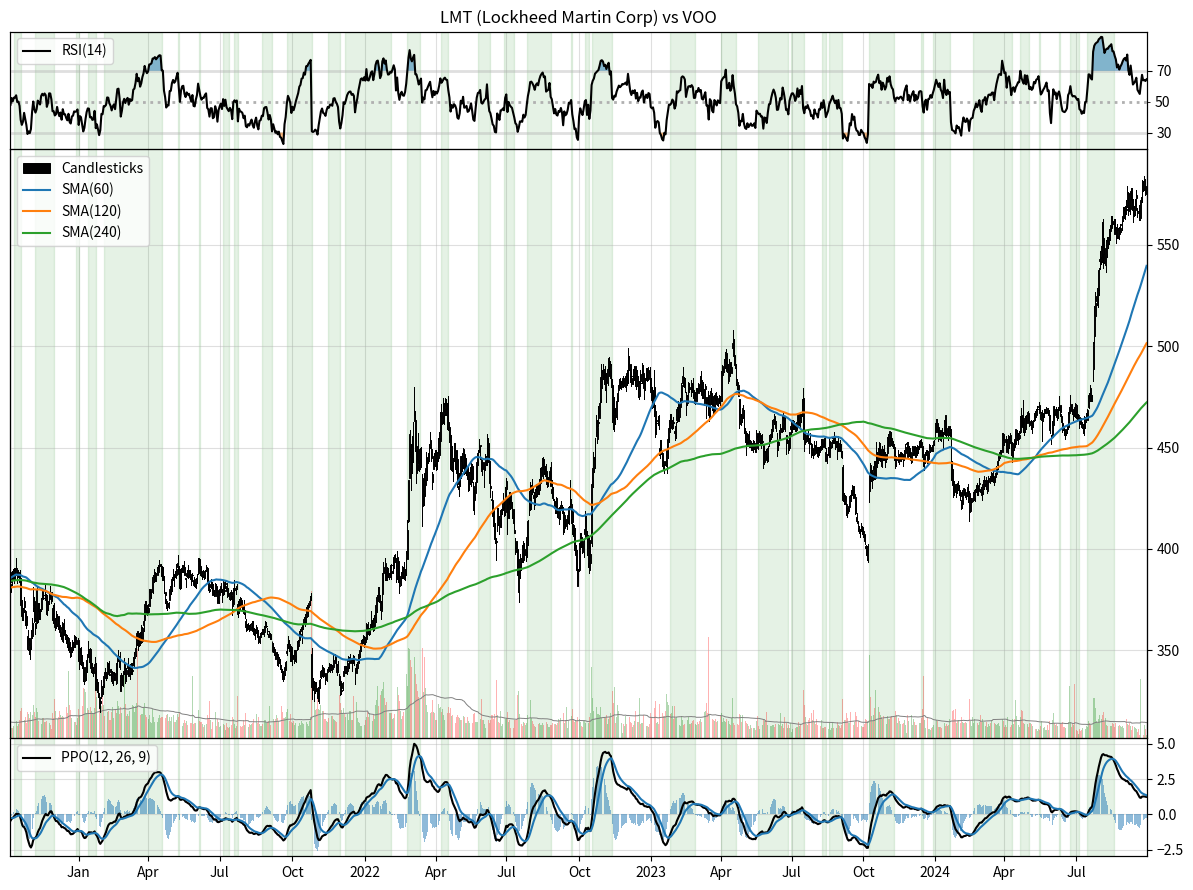 LMT (Lockheed Martin Corp) vs VOO
RSI(14)
70
50
30
Candlesticks
SMA(60)
SMA(120)
SMA(240)
550
500
450
400
350
PPO(12, 26, 9)
5.0
2.5
0.0
−2.5
Jan Apr Jul Oct 2022 Apr Jul Oct 2023 Apr Jul Oct 2024 Apr Jul